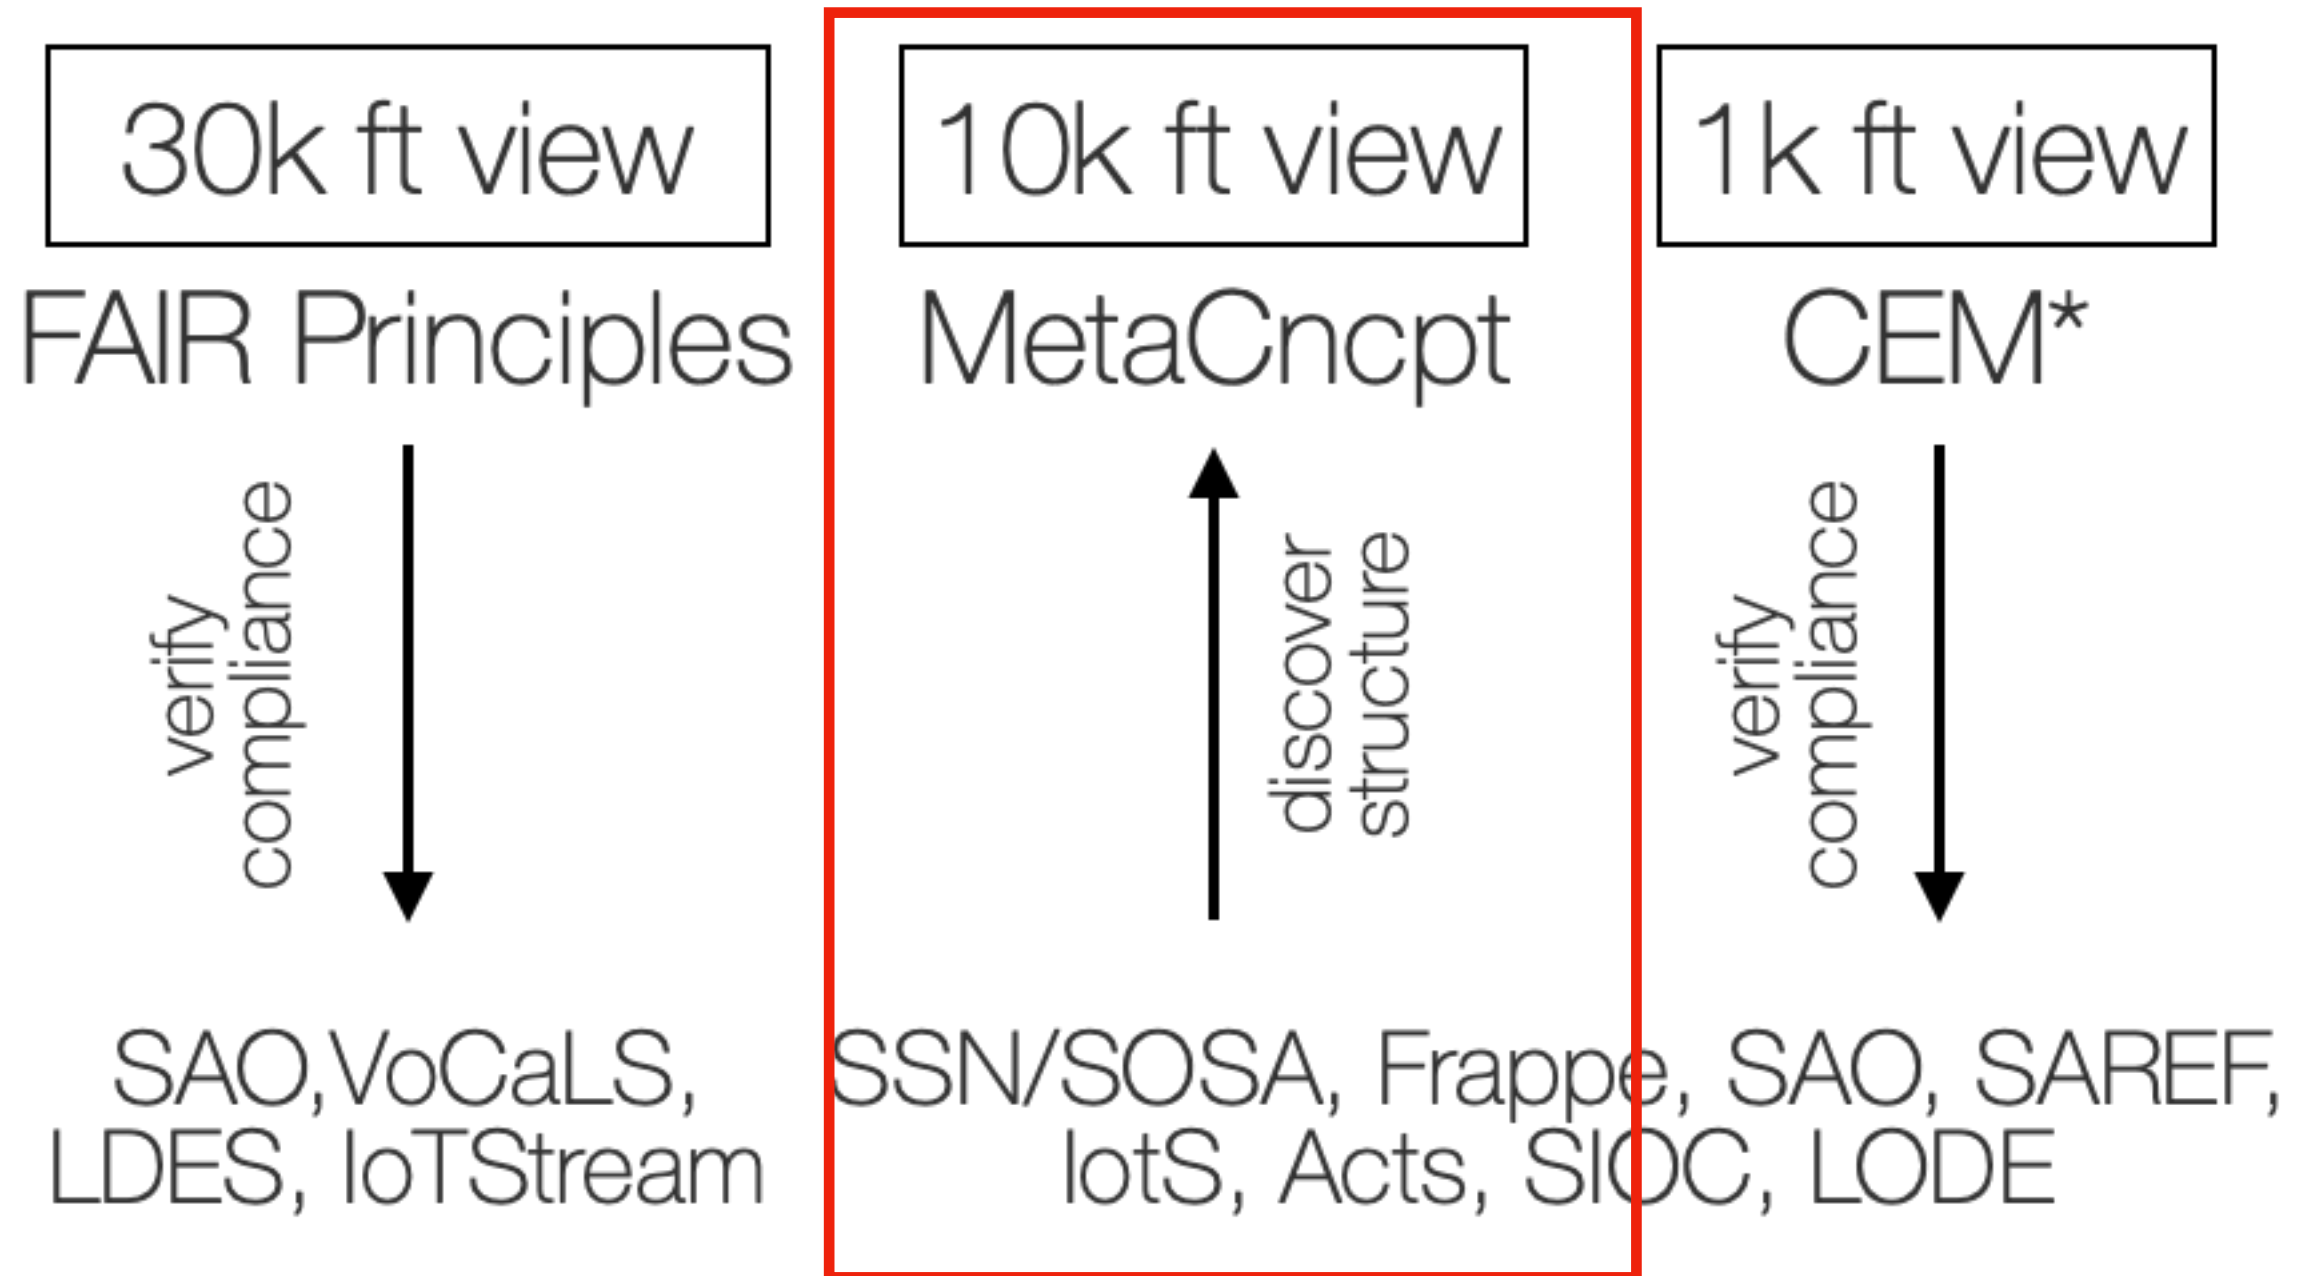 30k ft view
10k ft view
1k ft view
FAIR Principles
MetaCncpt
CEM*
verify
compliance
discover
structure
verify
compliance
SAO,VoCaLS,
LDES, IoTStream
SSN/SOSA, Frappe, SAO, SAREF,
IotS, Acts, SIOC, LODE